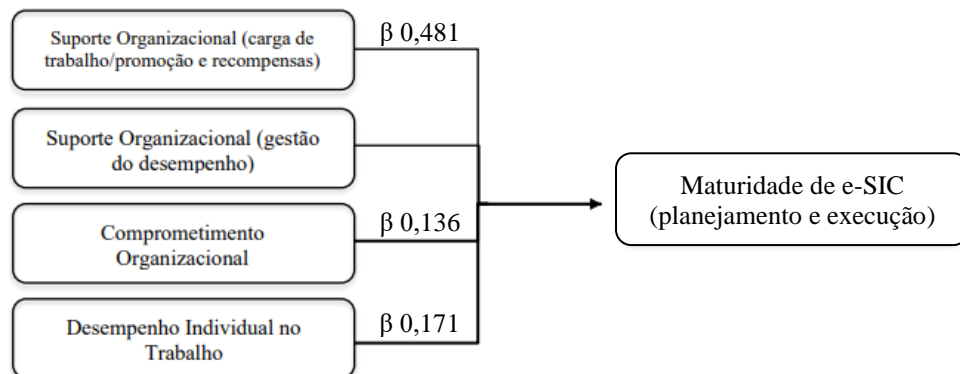 Suporte Organizacional (carga de
trabalho/promoção e recompensas)
β 0,481
Suporte Organizacional (gestão
do desempenho)
Comprometimento
Organizacional
β 0,136
Desempenho Individual no
Trabalho
β 0,171
Maturidade de e-SIC
(planejamento e execução)